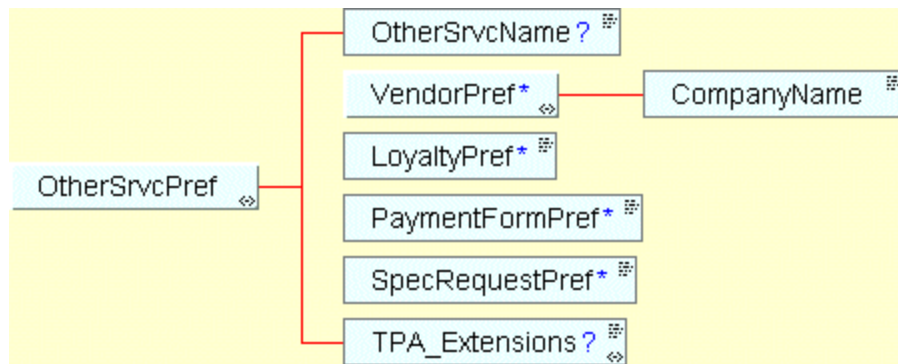 OtherSrvcName?
VendorPref*
CompanyName
LoyaltyPref*
OtherSrvcPref
PaymentFormPref*
SpecRequestPref*
TPA_Extensions?